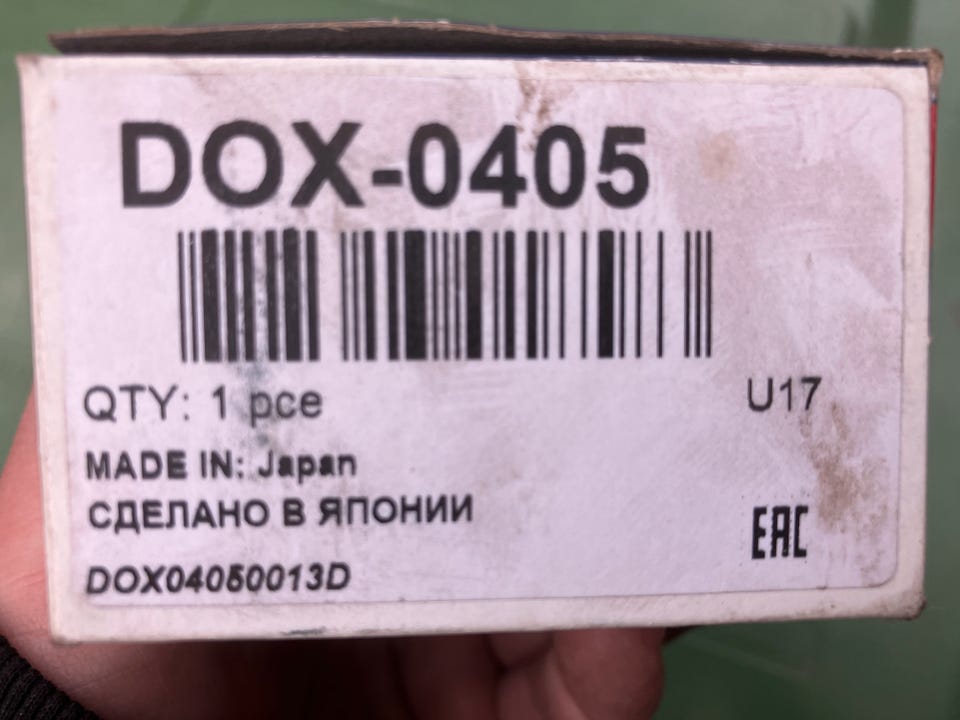 DOX-0405
QTY: 1 pce
U17
MADE IN: Japan
СДЕЛАНО В ЯПОНИИ
EAC
DOX04050013D